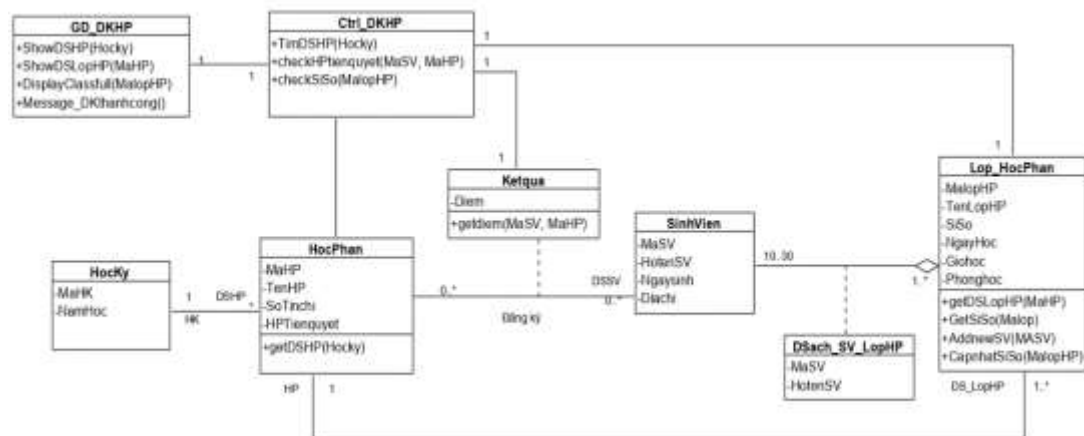 GD_DKHP
+ShowDSHP(Hocky)
+ShowDSLopHP(MaHP)
+DisplayClassfull(MalopHP)
+Message_DKthanhcong()
1
1
Ctrl_DKHP
+TimDSHP(Hocky)
+checkHPtienquyet(MaSV, MaHP)
+checkSiSo(MalopHP)
1
1
1
Ketqua
-Diem
+getdiem(MaSV, MaHP)
1
Lop_HocPhan
-MalopHP
-TenLopHP
-SiSo
-NgayHoc
-Giohoc
-Phonghoc
+getDSLopHP(MaHP)
+GetSiSo(Malop)
+AddnewSV(MASV)
+CapnhatSiSo(MalopHP)
SinhVien
-MaSV
-HotenSV
-Ngaysinh
-Diachi
10..30
1..*
HocPhan
-MaHP
-TenHP
-SoTinchi
-HPTienquyet
+getDSHP(Hocky)
HocKy
-MaHK
-NamHoc
1
HK
DSHP
*
0..*
DSSV
0..*
Đăng ký
DSach_SV_LopHP
-MaSV
-HotenSV
HP
1
DS_LopHP
1..*